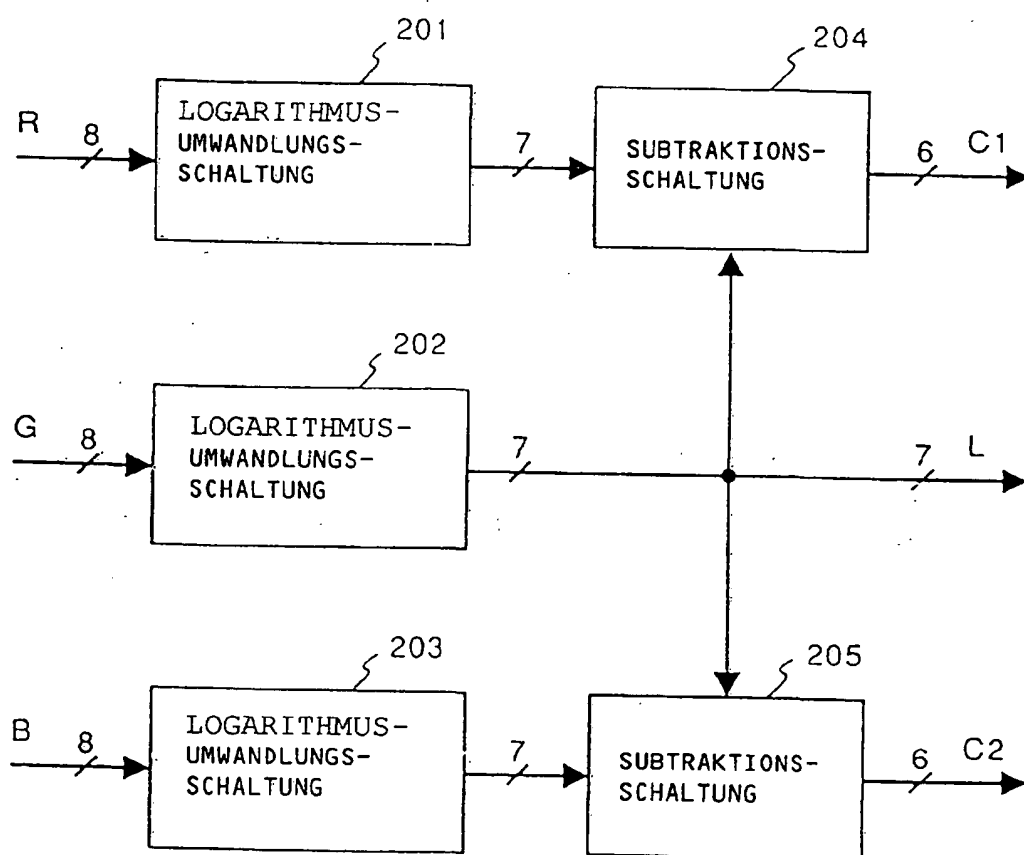 201
204
R
8
LOGARITHMUS-
UMWANDLUNGS-
SCHALTUNG
7
SUBTRAKTIONS-
SCHALTUNG
6
C1
202
G
8
LOGARITHMUS-
UMWANDLUNGS-
SCHALTUNG
7
7
L
203
205
B
8
LOGARITHMUS-
UMWANDLUNGS-
SCHALTUNG
7
SUBTRAKTIONS-
SCHALTUNG
6
C2